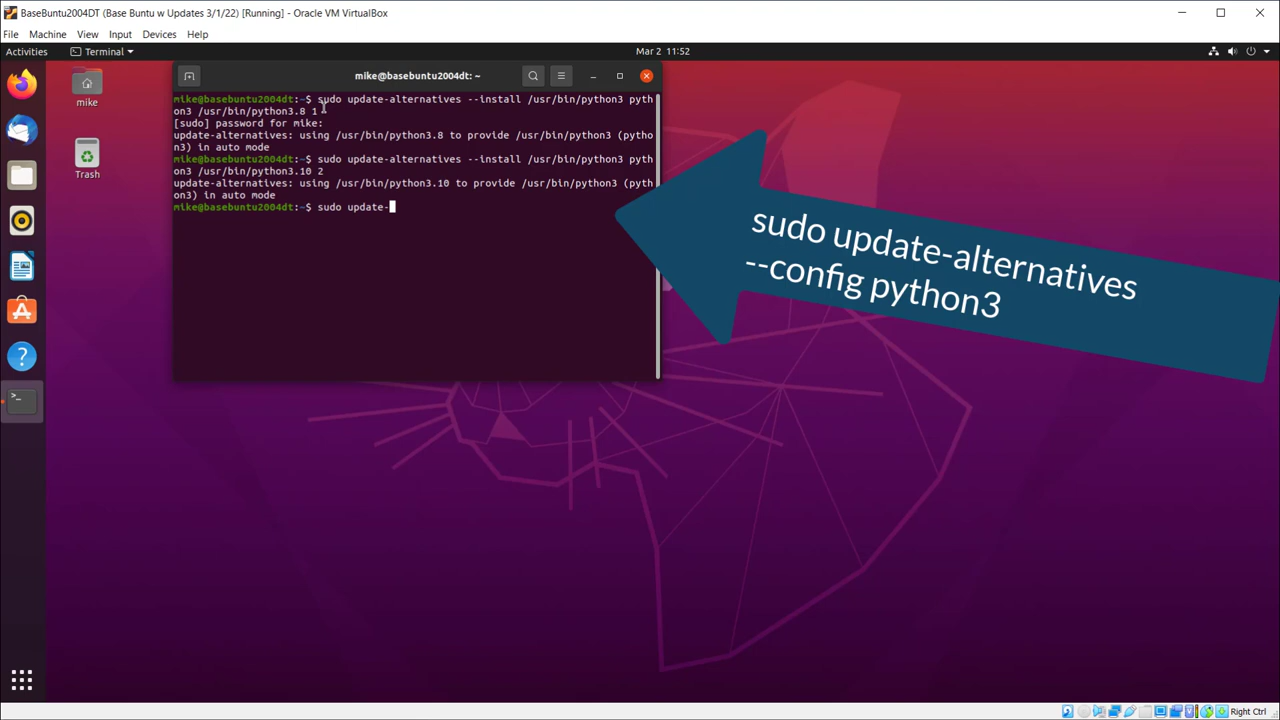 BaseBuntu2004DT (Base Buntu w Updates 3/1/22) [Running] - Oracle VM VirtualBox
File Machine View Input Devices Help
Activities Terminal Mar 2 11:52
mike
Trash
mike@basebuntu2004dt: ~
mike@basebuntu2004dt:~$ sudo update-alternatives --install /usr/bin/python3 pyth
on3 /usr/bin/python3.8 1
[sudo] password for mike:
update-alternatives: using /usr/bin/python3.8 to provide /usr/bin/python3 (pytho
n3) in auto mode
mike@basebuntu2004dt:~$ sudo update-alternatives --install /usr/bin/python3 pyth
on3 /usr/bin/python3.10 2
update-alternatives: using /usr/bin/python3.10 to provide /usr/bin/python3 (pyth
on3) in auto mode
mike@basebuntu2004dt:~$ sudo update-
sudo update-alternatives
--config python3
Right Ctrl